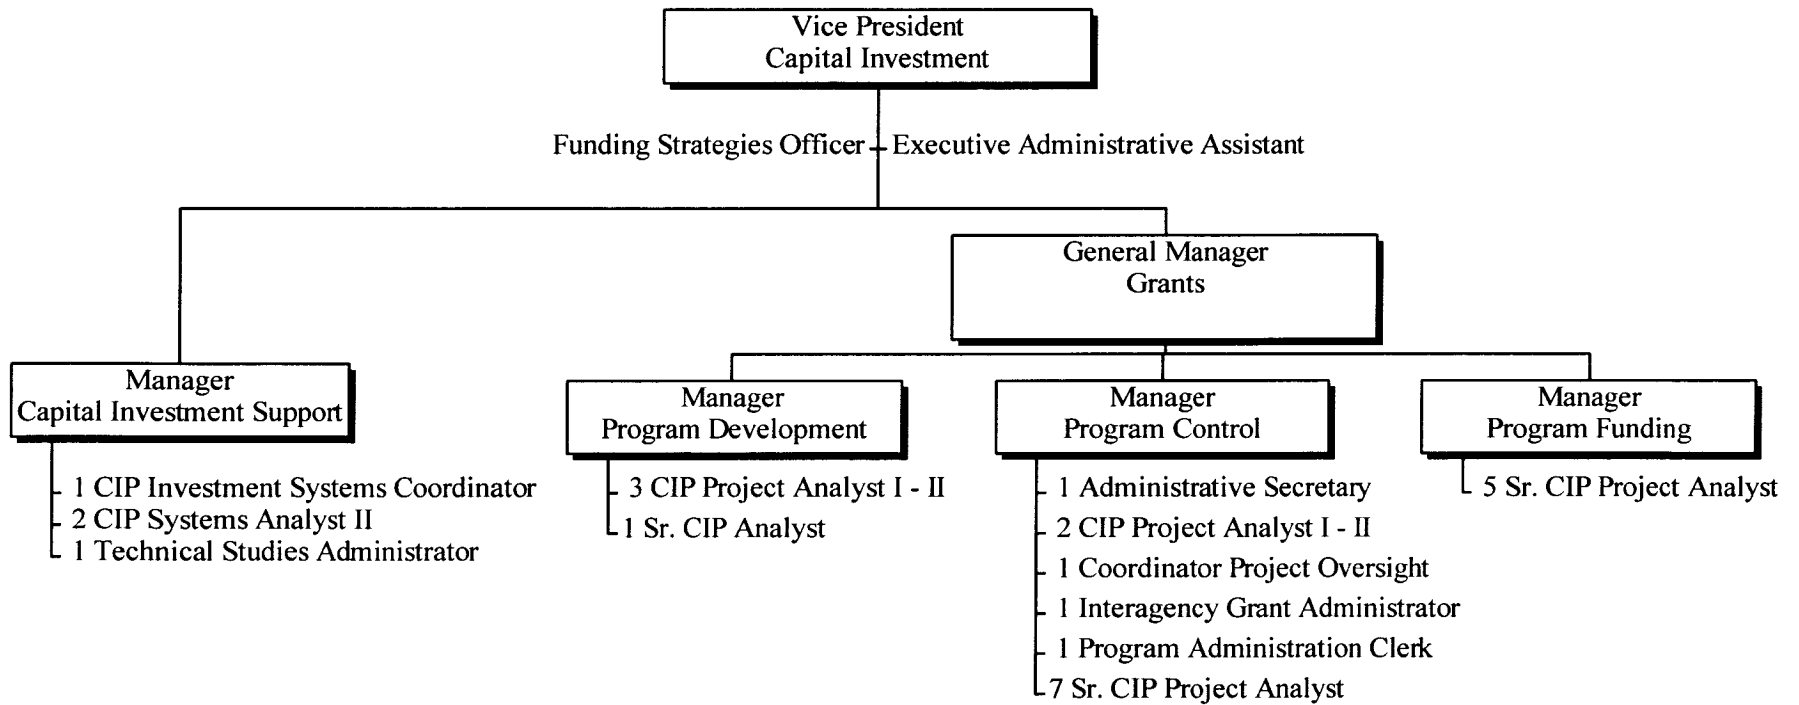 Vice President
Capital Investment
Funding Strategies Officer
Executive Administrative Assistant
General Manager
Grants
Manager
Capital Investment Support
1 CIP Investment Systems Coordinator
2 CIP Systems Analyst II
1 Technical Studies Administrator
Manager
Program Development
3 CIP Project Analyst I - II
1 Sr. CIP Analyst
Manager
Program Control
1 Administrative Secretary
2 CIP Project Analyst I - II
1 Coordinator Project Oversight
1 Interagency Grant Administrator
1 Program Administration Clerk
7 Sr. CIP Project Analyst
Manager
Program Funding
5 Sr. CIP Project Analyst